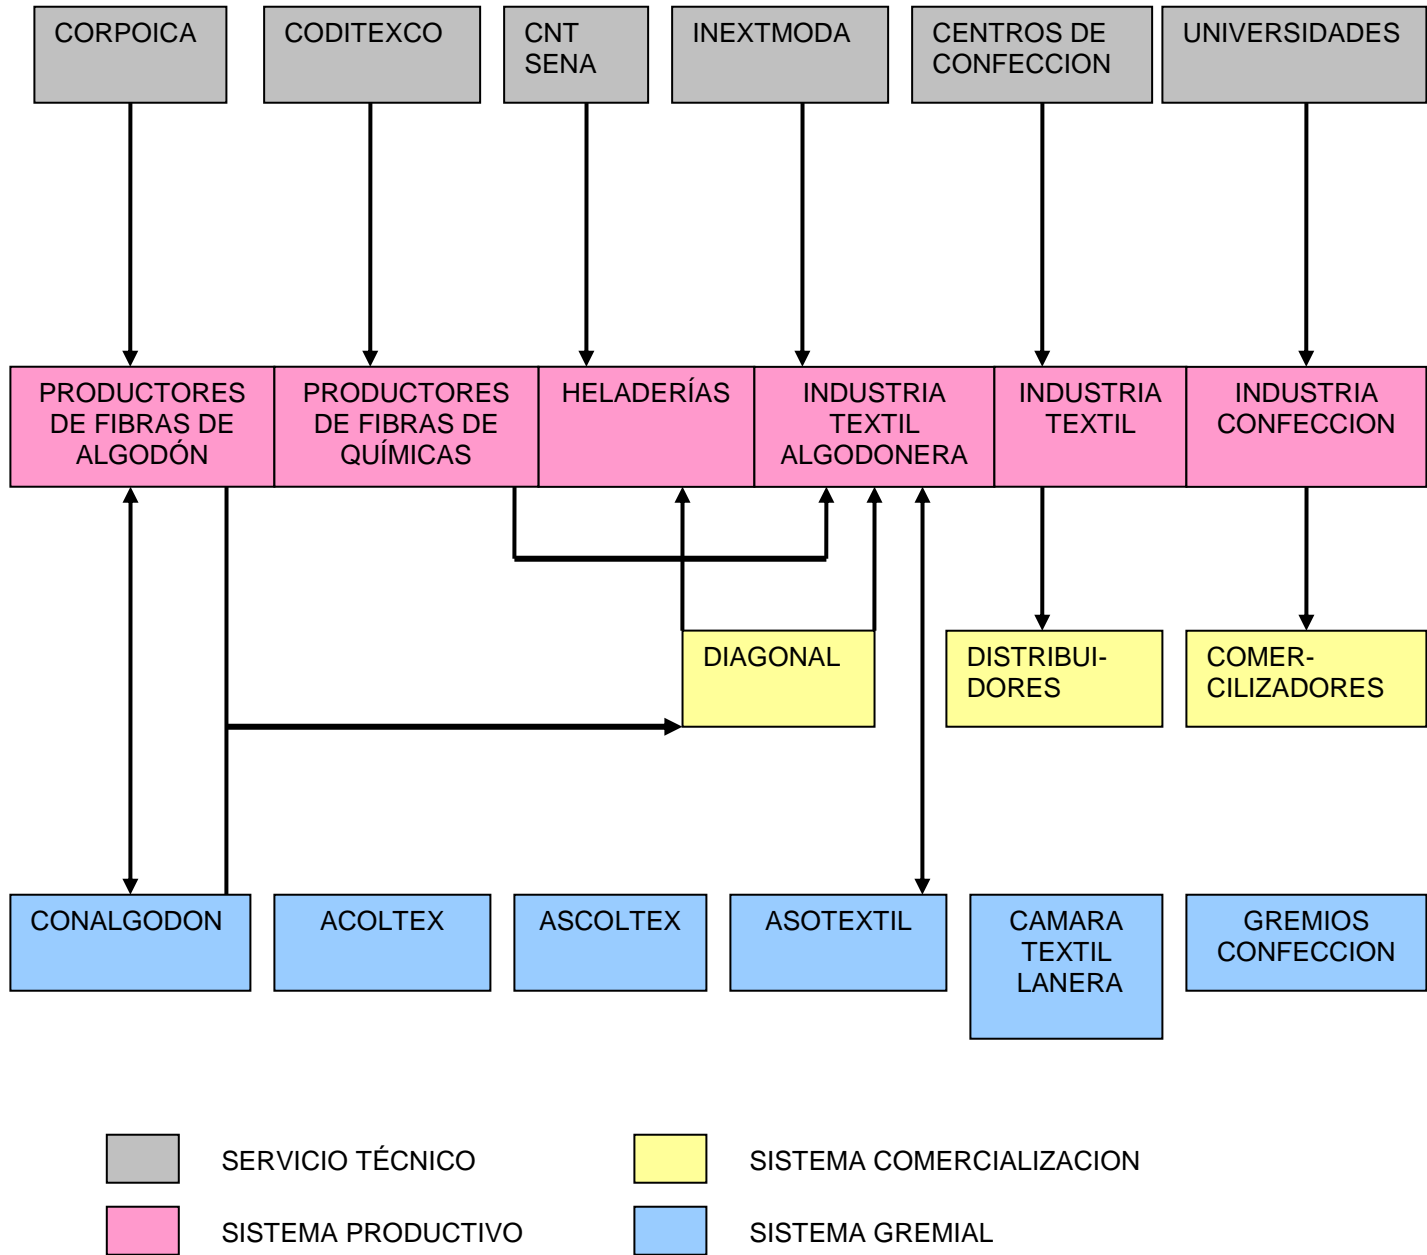 CORPOICA
CODITEXCO
CNT
SENA
INEXTMODA
CENTROS DE
CONFECCION
UNIVERSIDADES
PRODUCTORES
DE FIBRAS DE
ALGODÓN
PRODUCTORES
DE FIBRAS DE
QUÍMICAS
HELADERÍAS
INDUSTRIA
TEXTIL
ALGODONERA
INDUSTRIA
TEXTIL
INDUSTRIA
CONFECCION
DIAGONAL
DISTRIBUI-
DORES
COMER-
CILIZADORES
CONALGODON
ACOLTEX
ASCOLTEX
ASOTEXTIL
CAMARA
TEXTIL
LANERA
GREMIOS
CONFECCION
SERVICIO TÉCNICO
SISTEMA COMERCIALIZACION
SISTEMA PRODUCTIVO
SISTEMA GREMIAL